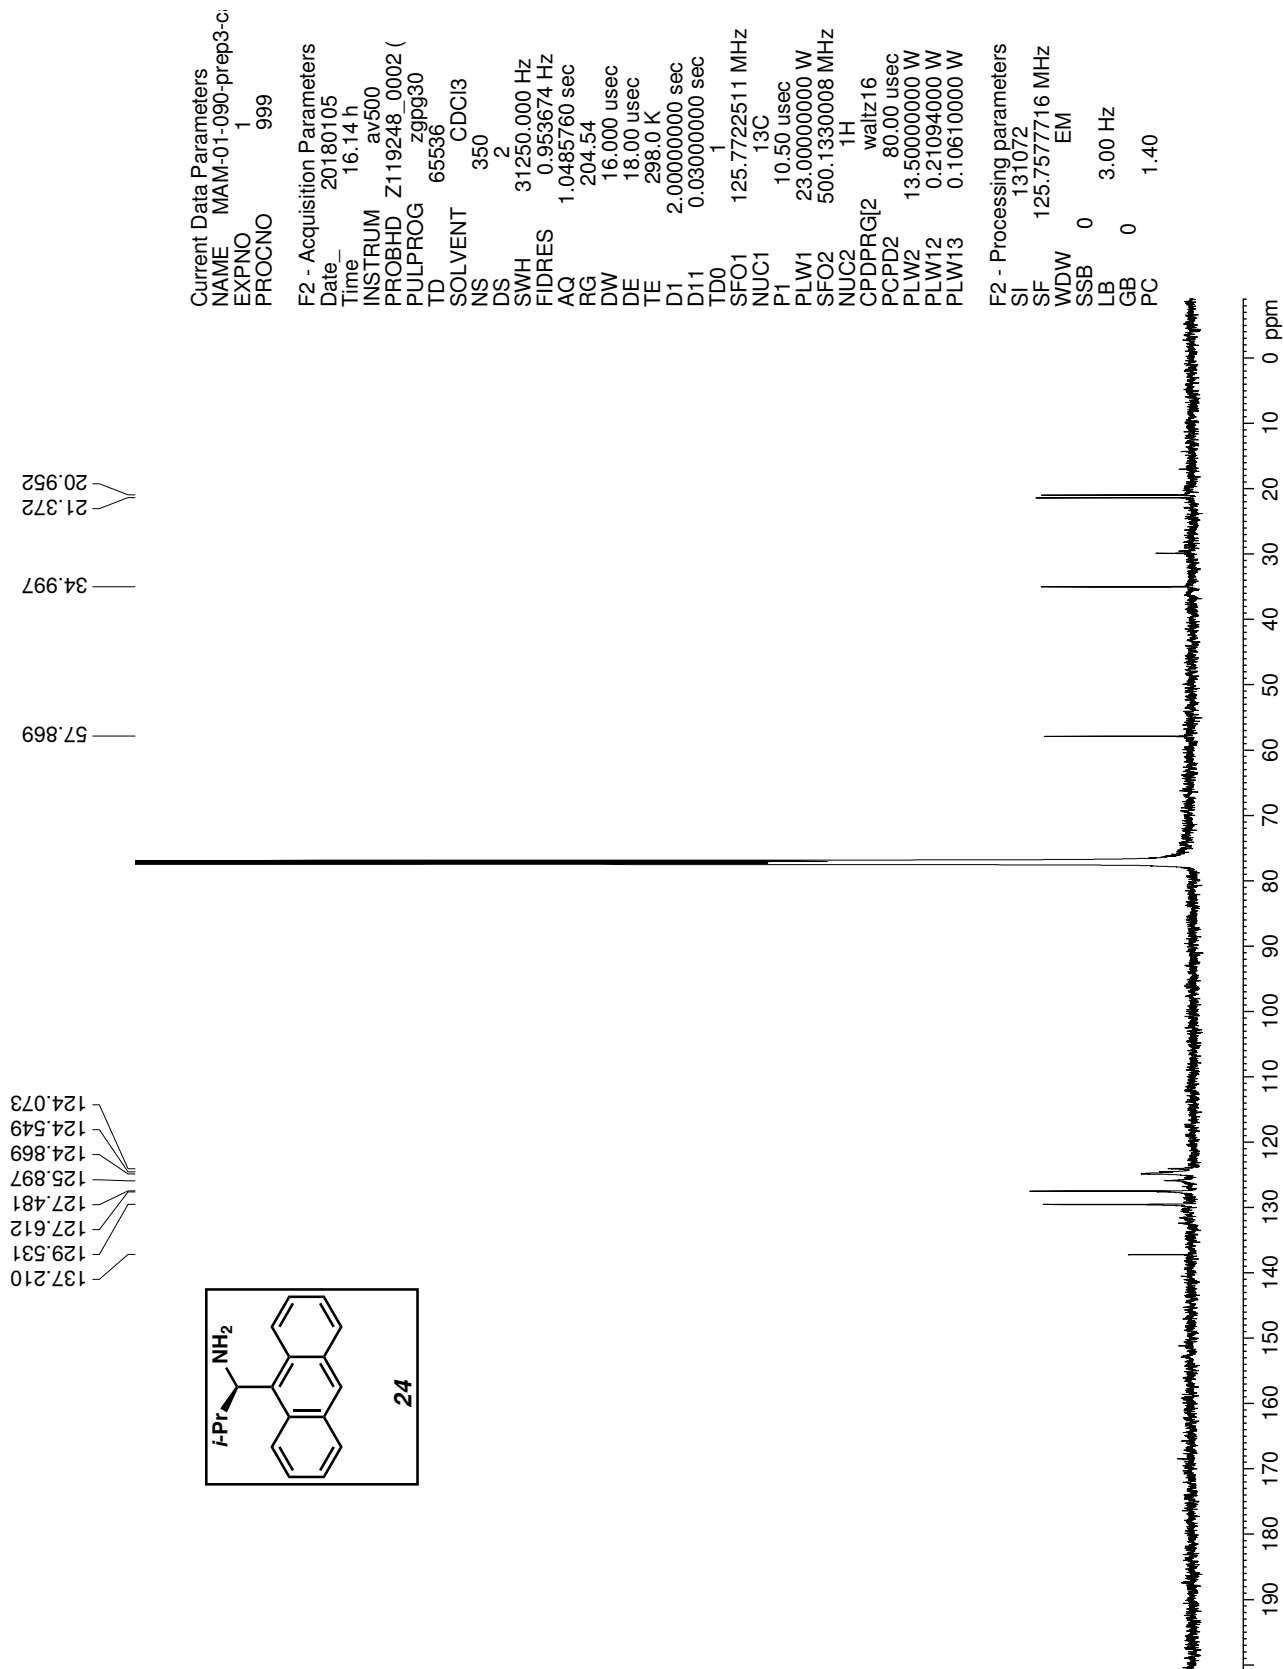 Current Data Parameters
NAME MAM-01-090-prep3-c
EXPNO 1
PROCNO 999
F2 - Acquisition Parameters
Date_ 20180105
Time 16.14 h
INSTRUM av500
PROBHD Z119248_0002 (
PULPROG zgpg30
TD 65536
SOLVENT CDCl3
NS 350
DS 2
SWH 31250.000 Hz
FIDRES 0.953674 Hz
AQ 1.0485760 sec
RG 204.54
DW 16.000 usec
DE 18.00 usec
TE 298.0 K
D1 2.00000000 sec
D11 0.03000000 sec
TD0 1
SFO1 125.7722511 MHz
NUC1 13C
P1 10.50 usec
PLW1 23.00000000 W
SFO2 500.1330008 MHz
NUC2 1H
CPDPRG[2 waltz16
PCPD2 80.00 usec
PLW2 13.50000000 W
PLW12 0.21094000 W
PLW13 0.10610000 W
F2 - Processing parameters
SI 131072
SF 125.7577716 MHz
WDW EM
SSB 0
LB 3.00 Hz
GB 0
PC 1.40
137.210
129.531
127.612
127.481
125.897
124.869
124.549
124.073
57.869
34.997
21.372
20.952
i-Pr NH2
24
190 180 170 160 150 140 130 120 110 100 90 80 70 60 50 40 30 20 10 0 ppm